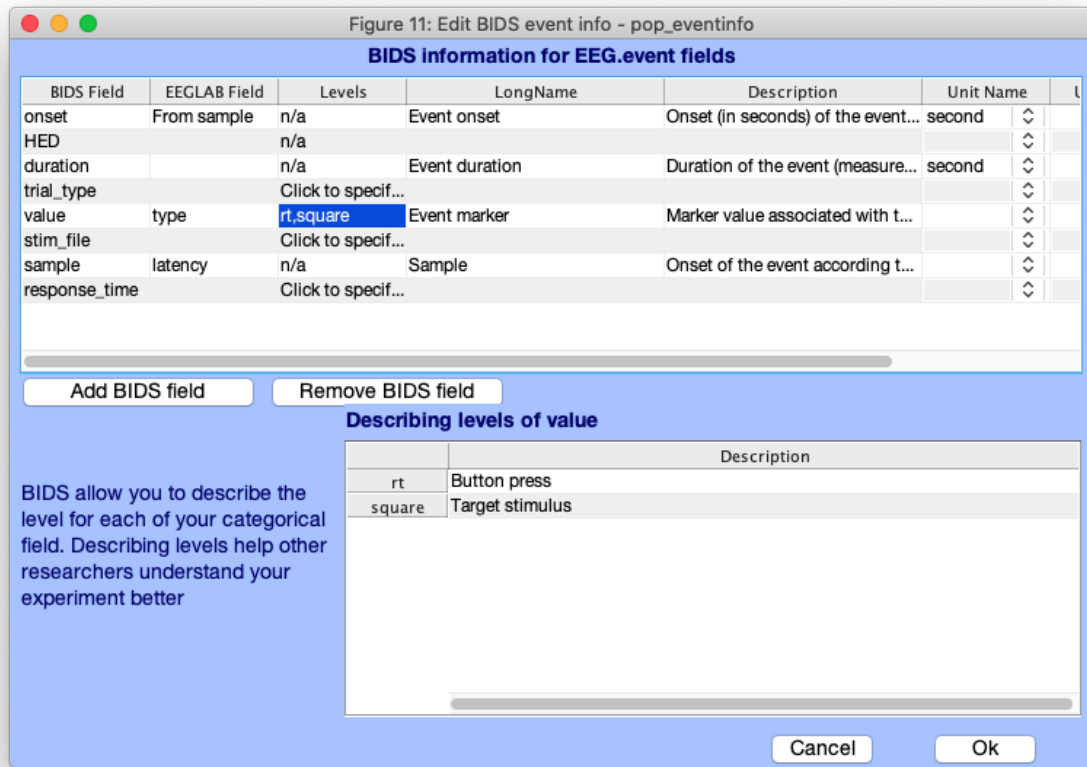 Figure 11: Edit BIDS event info - pop_eventinfo
BIDS information for EEG.event fields
BIDS Field EEGLAB Field Levels LongName Description Unit Name
onset From sample n/a Event onset Onset (in seconds) of the event... second
HED n/a
duration n/a Event duration Duration of the event (measure... second
trial_type Click to specif...
value type rt,square Event marker Marker value associated with t...
stim_file Click to specif...
sample latency n/a Sample Onset of the event according t...
response_time Click to specif...
Add BIDS field Remove BIDS field
Describing levels of value
Description
rt Button press
square Target stimulus
BIDS allow you to describe the
level for each of your categorical
field. Describing levels help other
researchers understand your
experiment better
Cancel Ok